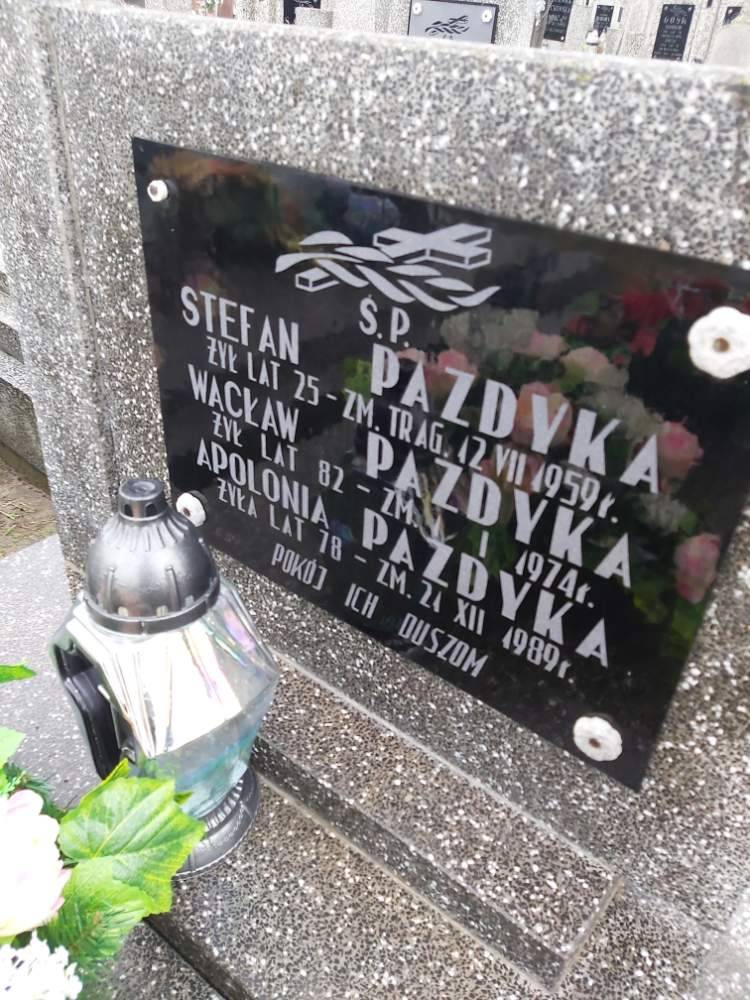 Ś.P.
STEFAN PAZDYKA
ŻYŁ LAT 25 - ZM. TRAG. 12 VII 1959r.
WACŁAW PAZDYKA
ŻYŁ LAT 82 - ZM. I 1974r.
APOLONIA PAZDYKA
ŻYŁA LAT 78 - ZM. 21 XII 1989r.
POKÓJ ICH DUSZOM